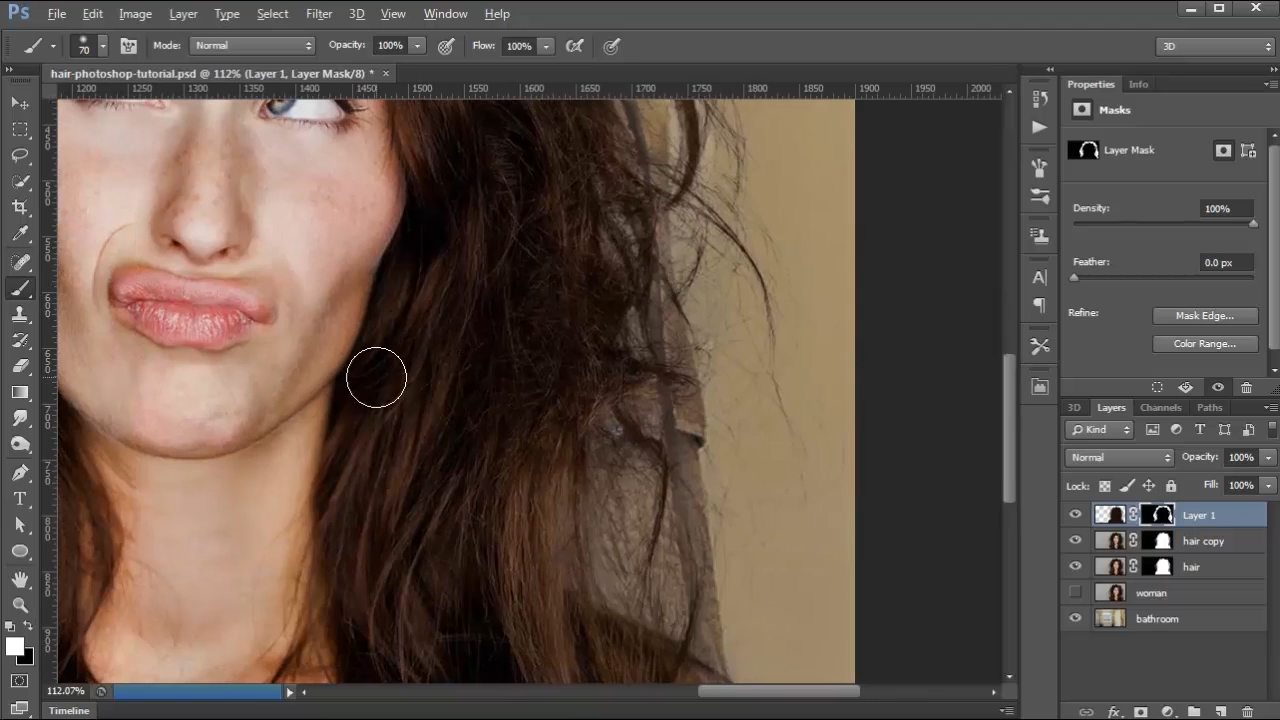 Ps File Edit Image Layer Type Select Filter 3D View Window Help
70 Mode: Normal Opacity: 100% Flow: 100% 3D
hair-photoshop-tutorial.psd @ 112% (Layer 1, Layer Mask/8) * ×
1200 1250 1300 1350 1400 1450 1500 1550 1600 1650 1700 1750 1800 1850 1900 1950 2000
Properties Info
Masks
Layer Mask
Density: 100%
Feather: 0.0 px
Refine: Mask Edge...
Color Range...
3D Layers Channels Paths
Kind
Normal Opacity: 100%
Lock: Fill: 100%
Layer 1
hair copy
hair
woman
bathroom
112.07%
Timeline